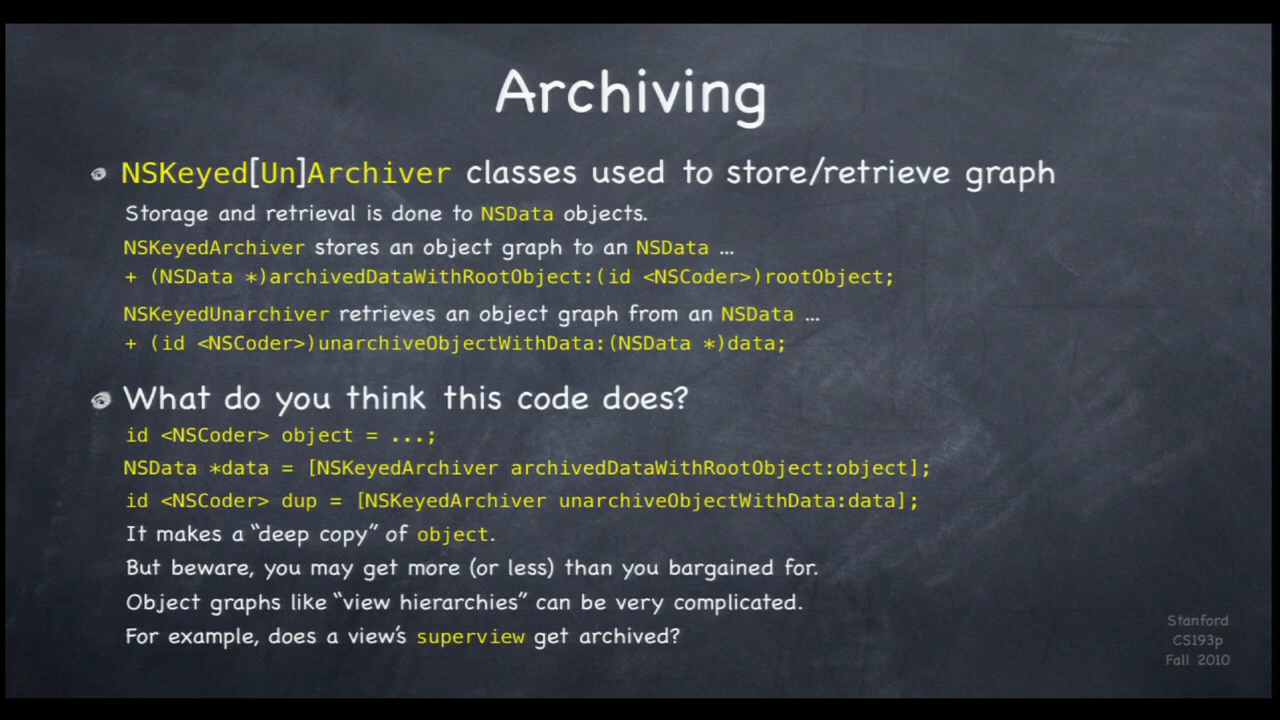 Archiving
NSKeyed[Un]Archiver classes used to store/retrieve graph
Storage and retrieval is done to NSData objects.
NSKeyedArchiver stores an object graph to an NSData ...
+ (NSData *)archivedDataWithRootObject:(id <NSCoder>)rootObject;
NSKeyedUnarchiver retrieves an object graph from an NSData ...
+ (id <NSCoder>)unarchiveObjectWithData:(NSData *)data;
What do you think this code does?
id <NSCoder> object = ...;
NSData *data = [NSKeyedArchiver archivedDataWithRootObject:object];
id <NSCoder> dup = [NSKeyedArchiver unarchiveObjectWithData:data];
It makes a “deep copy” of object.
But beware, you may get more (or less) than you bargained for.
Object graphs like “view hierarchies” can be very complicated.
For example, does a view’s superview get archived?
Stanford
CS193p
Fall 2010